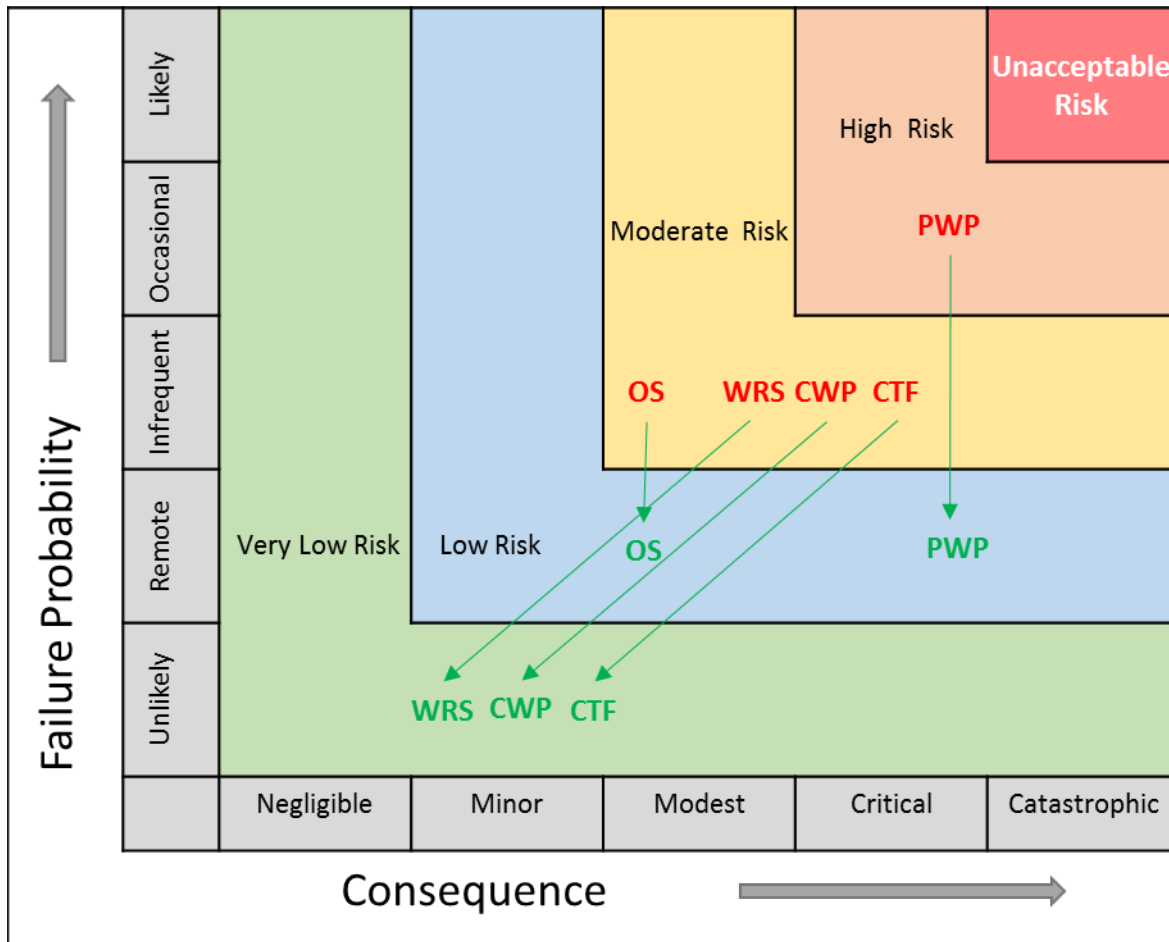 Failure Probability
Likely
Unacceptable
Risk
High Risk
Occasional
Moderate Risk
PWP
Infrequent
OS WRS CWP CTF
Remote
Very Low Risk
Low Risk
OS
PWP
Unlikely
WRS CWP CTF
Negligible Minor Modest Critical Catastrophic
Consequence